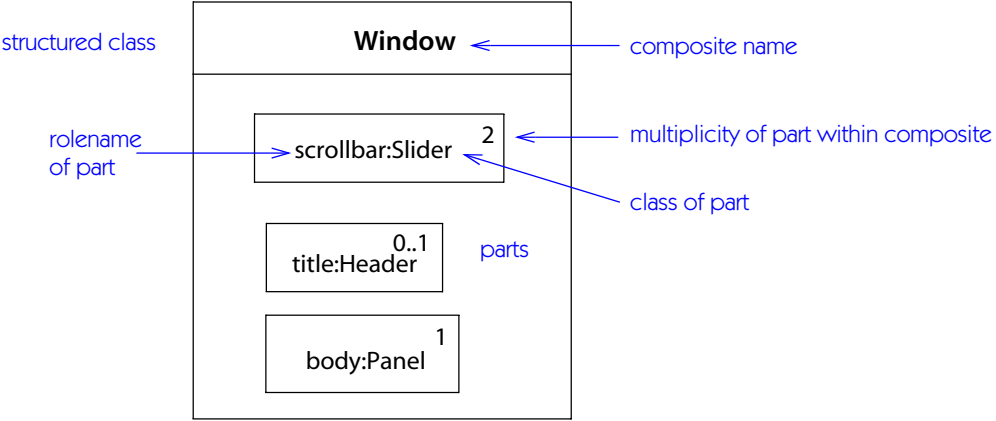 structured class
Window
composite name
rolename
of part
scrollbar:Slider
2
multiplicity of part within composite
class of part
0..1
title:Header
parts
1
body:Panel